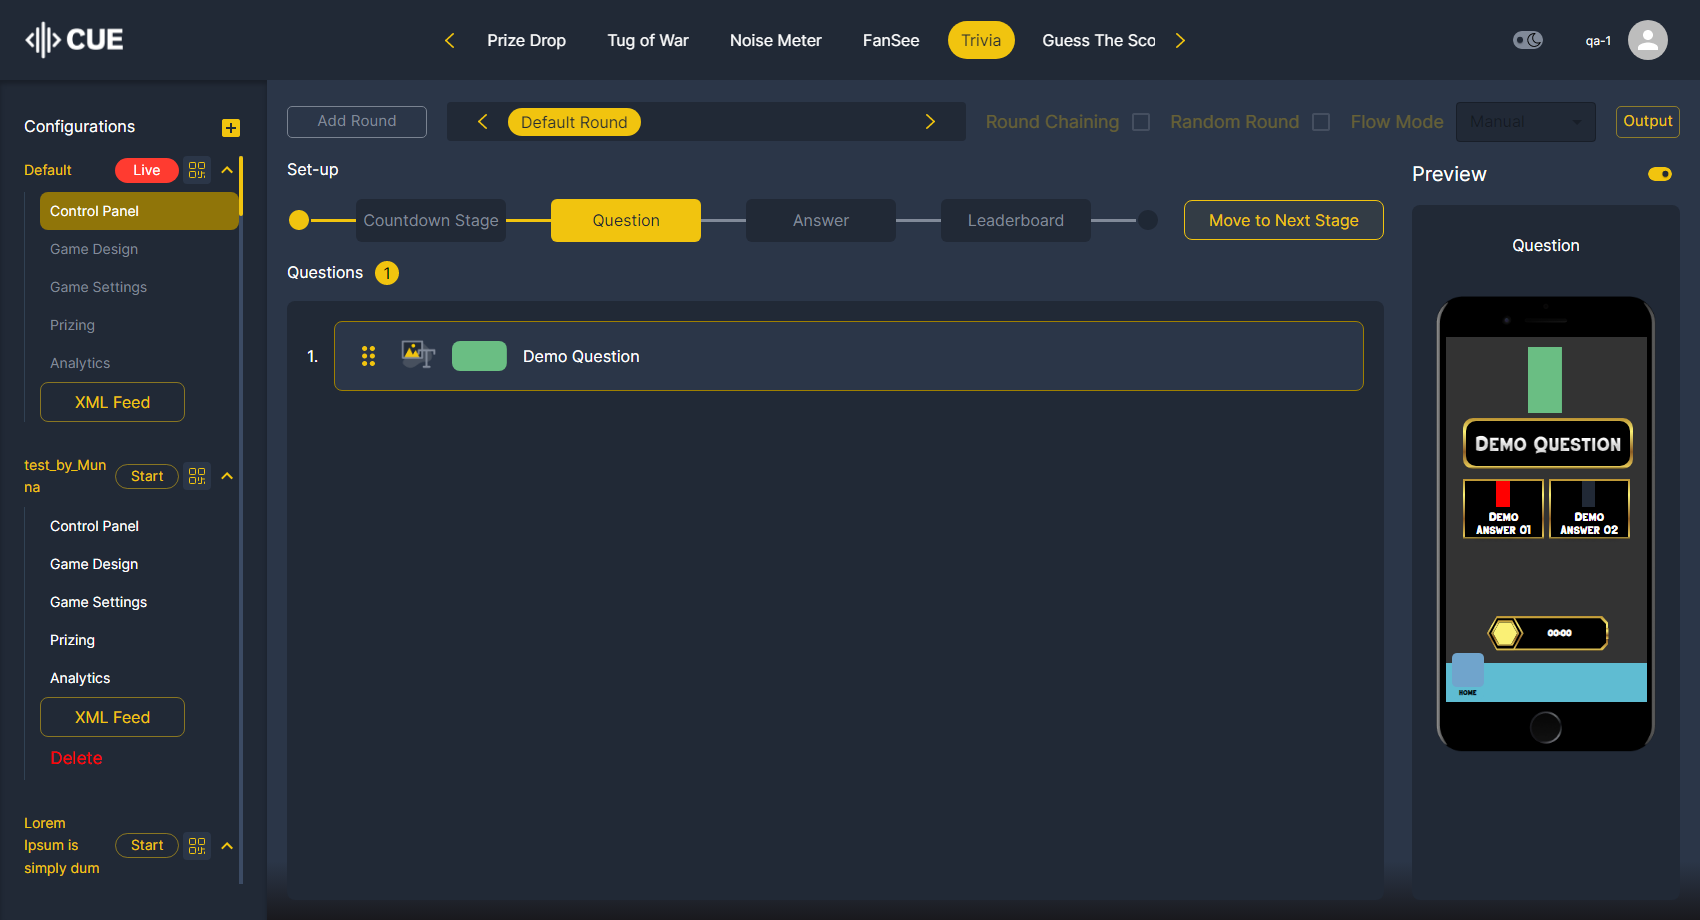 CUE
Prize Drop
Tug of War
Noise Meter
FanSee
Trivia
Guess The Sco
qa-1
Configurations
Default
Live
Control Panel
Game Design
Game Settings
Prizing
Analytics
XML Feed
test_by_Mun
na
Start
Control Panel
Game Design
Game Settings
Prizing
Analytics
XML Feed
Delete
Lorem
Ipsum is
simply dum
Start
Add Round
Default Round
Round Chaining
Random Round
Flow Mode
Manual
Output
Set-up
Countdown Stage
Question
Answer
Leaderboard
Move to Next Stage
Questions 1
1.
Demo Question
Preview
Question
Demo Question
Demo
Answer 01
Demo
Answer 02
00:00
HOME